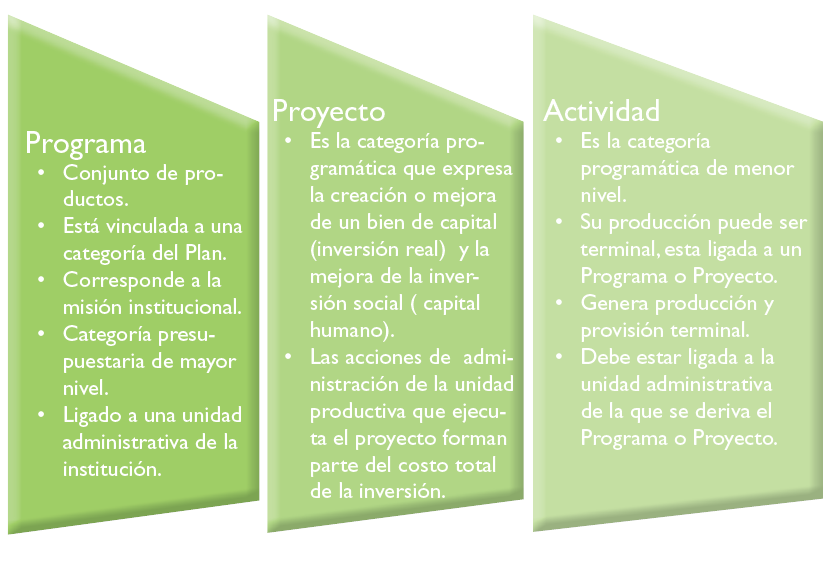 Programa
• Conjunto de pro-
ductos.
• Está vinculada a una
categoría del Plan.
• Corresponde a la
misión institucional.
• Categoría presu-
puestaria de mayor
nivel.
• Ligado a una unidad
administrativa de la
institución.
Proyecto
• Es la categoría pro-
gramática que expresa
la creación o mejora
de un bien de capital
(inversión real) y la
mejora de la inver-
sión social ( capital
humano).
• Las acciones de admi-
nistración de la unidad
productiva que ejecu-
ta el proyecto forman
parte del costo total
de la inversión.
Actividad
• Es la categoría
programática de menor
nivel.
• Su producción puede ser
terminal, esta ligada a un
Programa o Proyecto.
• Genera producción y
provisión terminal.
• Debe estar ligada a la
unidad administrativa
de la que se deriva el
Programa o Proyecto.